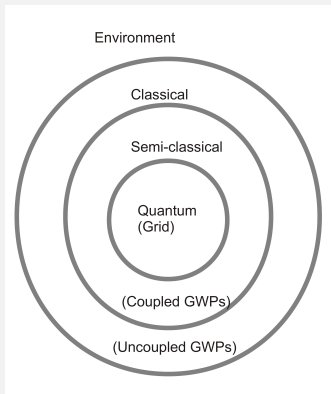 Environment
Classical
Semi-classical
Quantum
(Grid)
(Coupled GWPs)
(Uncoupled GWPs)